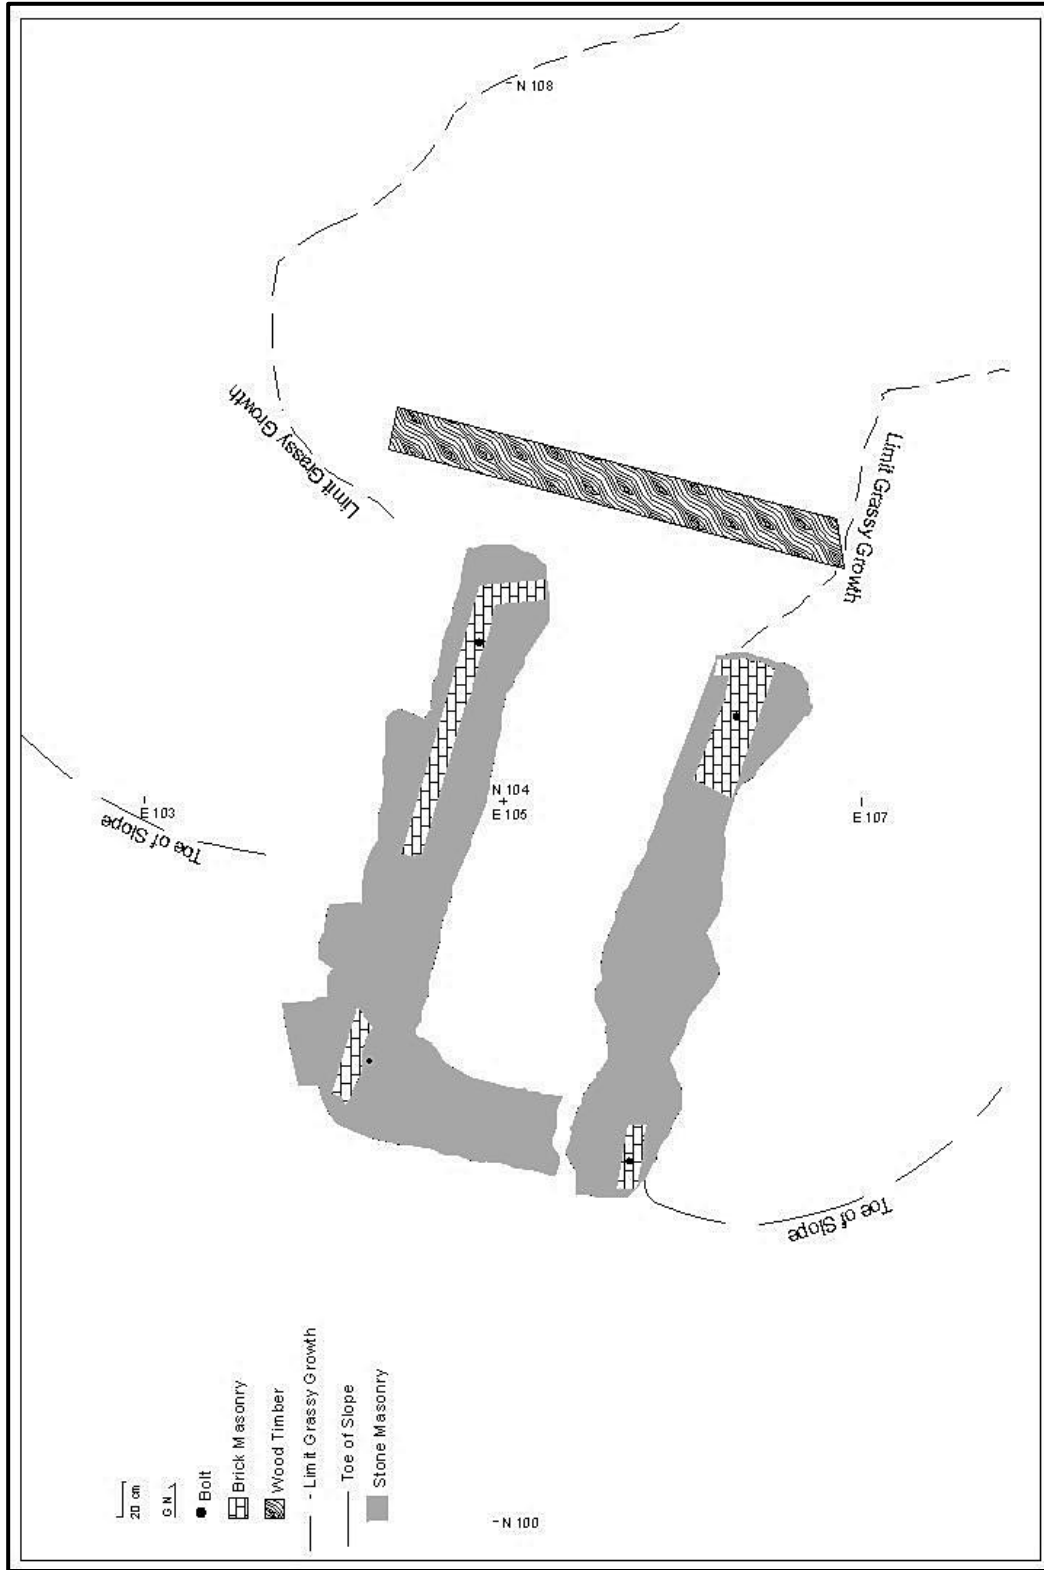 N 108
Limit Grassy Growth
Limit Grassy Growth
E 103
N 104
E 105
E 107
Toe of Slope
Toe of Slope
20 cm
G N
Bolt
Brick Masonry
Wood Timber
Limit Grassy Growth
Toe of Slope
Stone Masonry
N 100